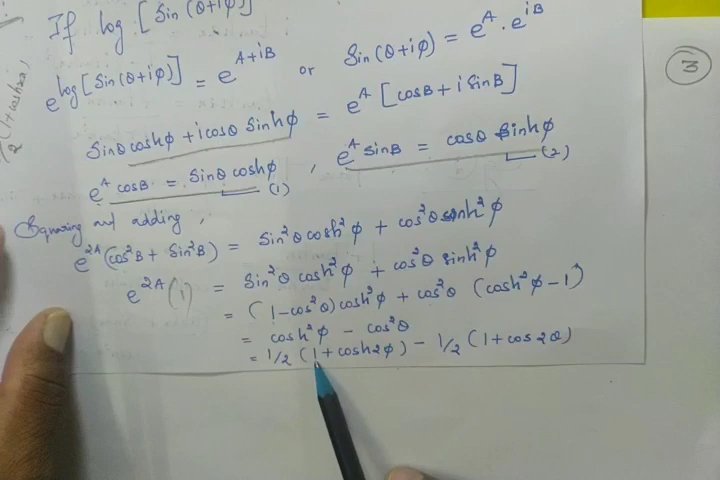 If log [Sin (θ+iφ)]
e^log[Sin(θ+iφ)] = e^A+iB or Sin(θ+iφ) = e^A . e^iB
Sinθ coshφ + i cosθ Sinhφ = e^A [cosB + i SinB]
e^A cosB = Sinθ coshφ (1) , e^A SinB = cosθ Sinhφ (2)
Squaring and adding,
e^2A (cos²B + Sin²B) = Sin²θ cosh²φ + cos²θ sinh²φ
e^2A (1) = Sin²θ cosh²φ + cos²θ sinh²φ
= (1-cos²θ) cosh²φ + cos²θ (cosh²φ - 1)
= cosh²φ - cos²θ
= 1/2 (1+cosh2φ) - 1/2 (1+cos2θ)
3